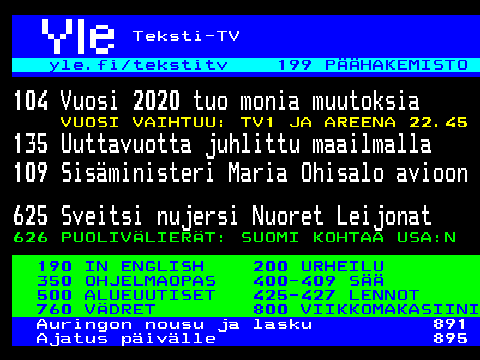 Yle Teksti-TV
yle.fi/tekstitv 199 PÄÄHAKEMISTO
104 Vuosi 2020 tuo monia muutoksia
VUOSI VAIHTUU: TV1 JA AREENA 22.45
135 Uuttavuotta juhlittu maailmalla
109 Sisäministeri Maria Ohisalo avioon
625 Sveitsi nujersi Nuoret Leijonat
626 PUOLIVÄLIERÄT: SUOMI KOHTAA USA:N
190 IN ENGLISH 200 URHEILU
350 OHJELMAOPAS 400-409 SÄÄ
500 ALUEUUTISET 425-427 LENNOT
760 VÄDRET 800 VIIKKOMAKASIINI
Auringon nousu ja lasku 891
Ajatus päivälle 895